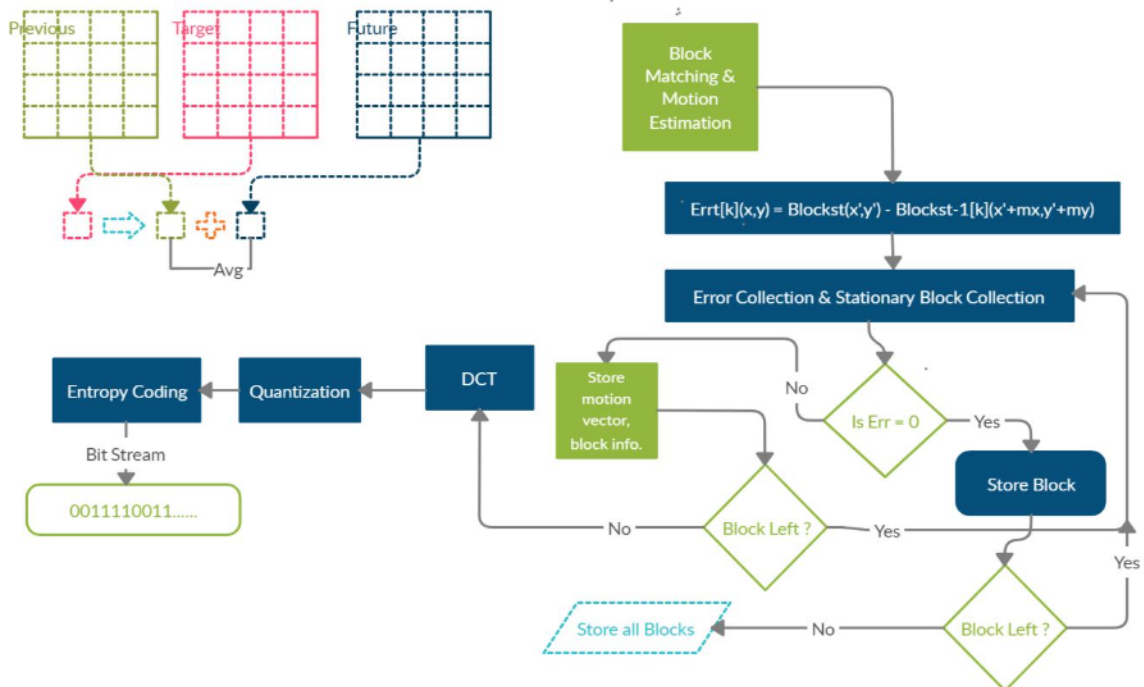 Previous
Target
Future
Avg
Block
Matching &
Motion
Estimation
Errt[k](x,y) = Blockst(x',y') - Blockst-1[k](x'+mx,y'+my)
Error Collection & Stationary Block Collection
Is Err = 0
No
Yes
Store
motion
vector,
block info.
Store Block
Block Left ?
No
Yes
DCT
Quantization
Entropy Coding
Bit Stream
0011110011......
Block Left ?
Yes
No
Store all Blocks